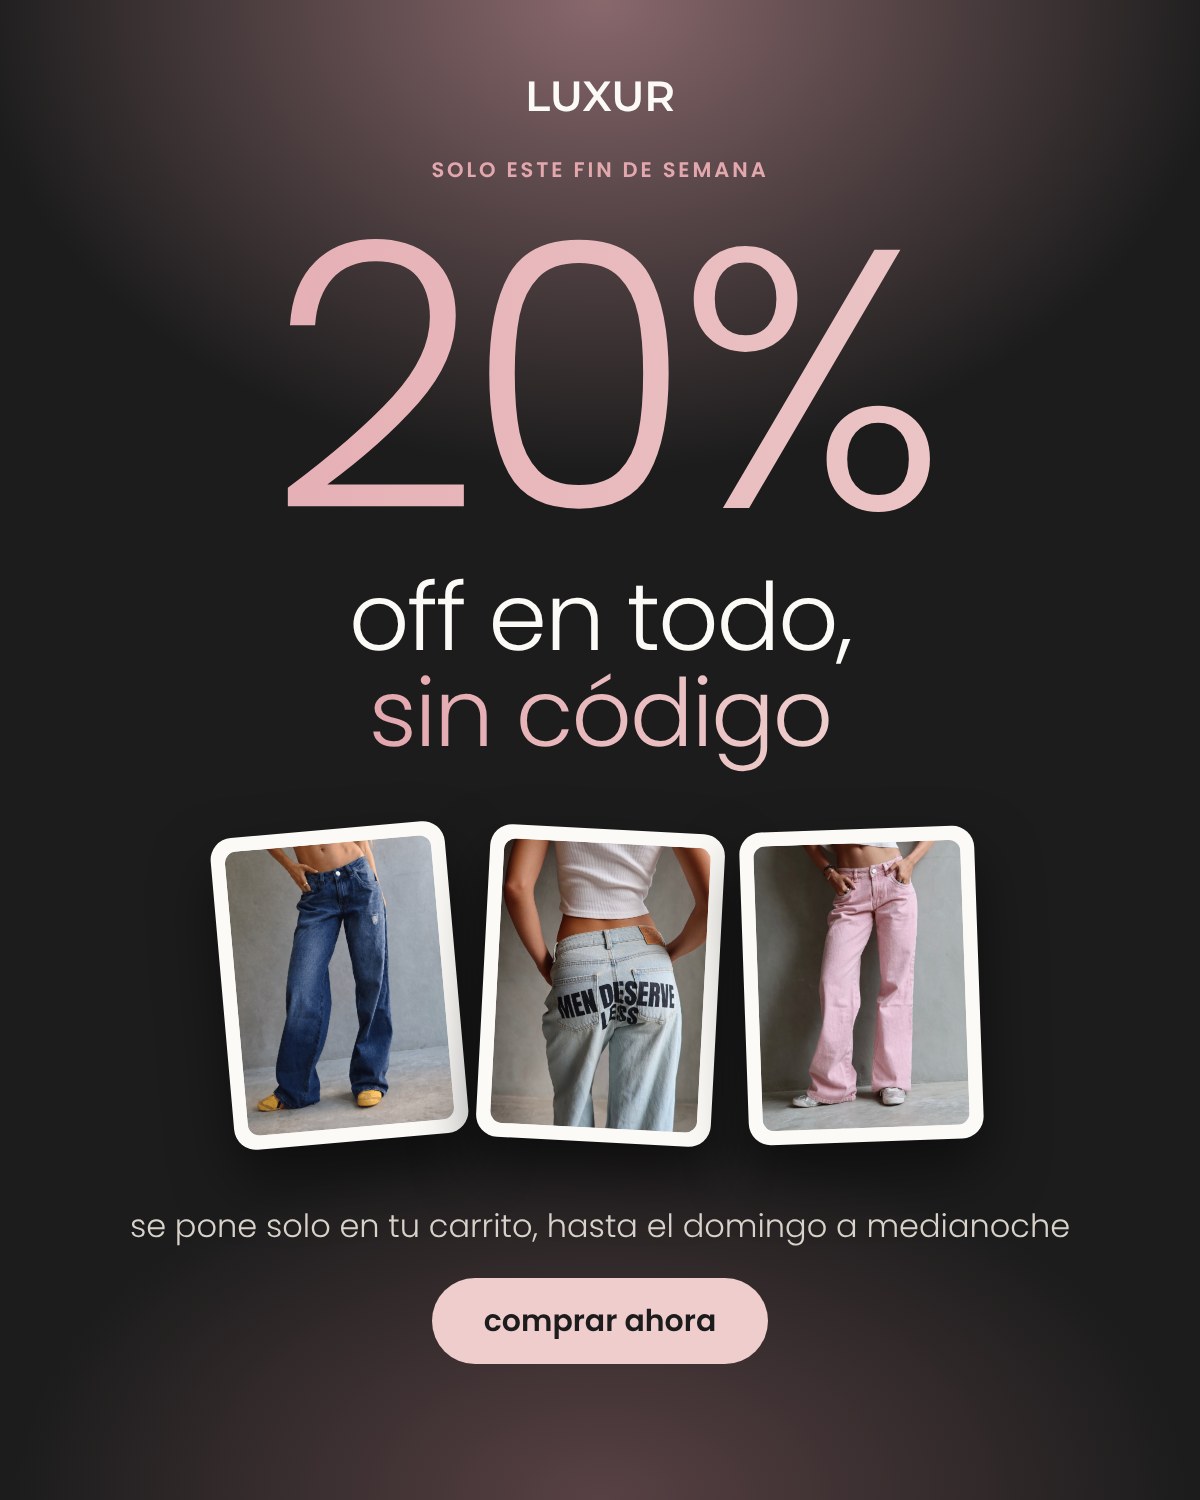 LUXUR
SOLO ESTE FIN DE SEMANA
20%
off en todo,
sin código
MEN DESERVE
LESS
se pone solo en tu carrito, hasta el domingo a medianoche
comprar ahora